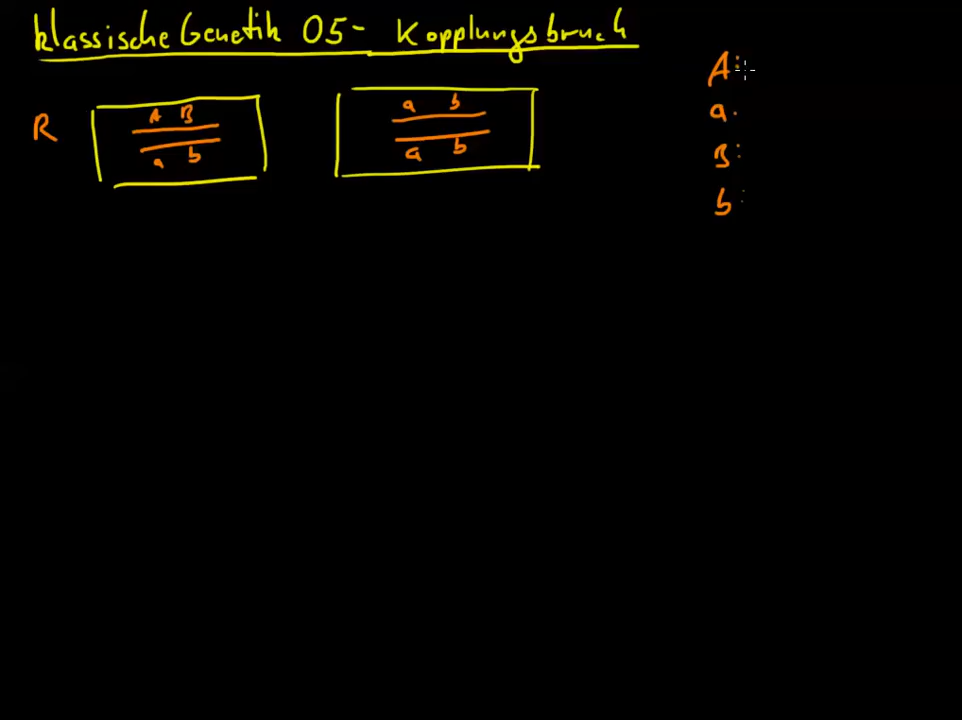 klassische Genetik 05- Kopplungsbruch
A:
R
A B
a b
a b
a b
a.
B:
b: